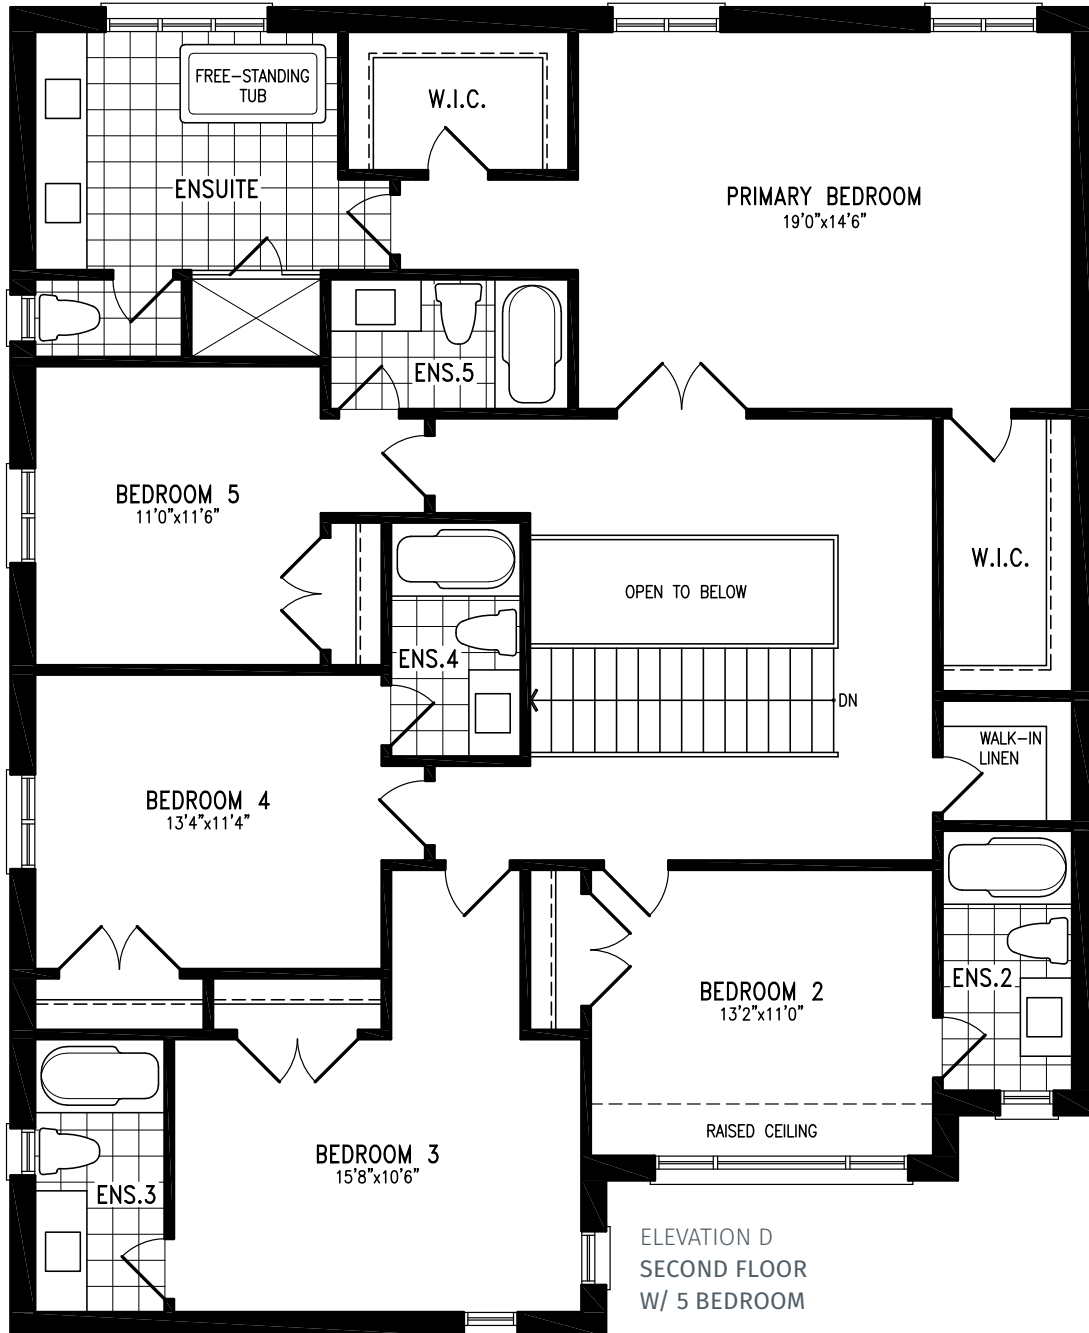 FREE-STANDING
TUB
W.I.C.
ENSUITE
PRIMARY BEDROOM
19'0"x14'6"
ENS.5
BEDROOM 5
11'0"x11'6"
W.I.C.
OPEN TO BELOW
ENS.4
DN
WALK-IN
LINEN
BEDROOM 4
13'4"x11'4"
ENS.2
BEDROOM 2
13'2"x11'0"
RAISED CEILING
BEDROOM 3
15'8"x10'6"
ENS.3
ELEVATION D
SECOND FLOOR
W/ 5 BEDROOM